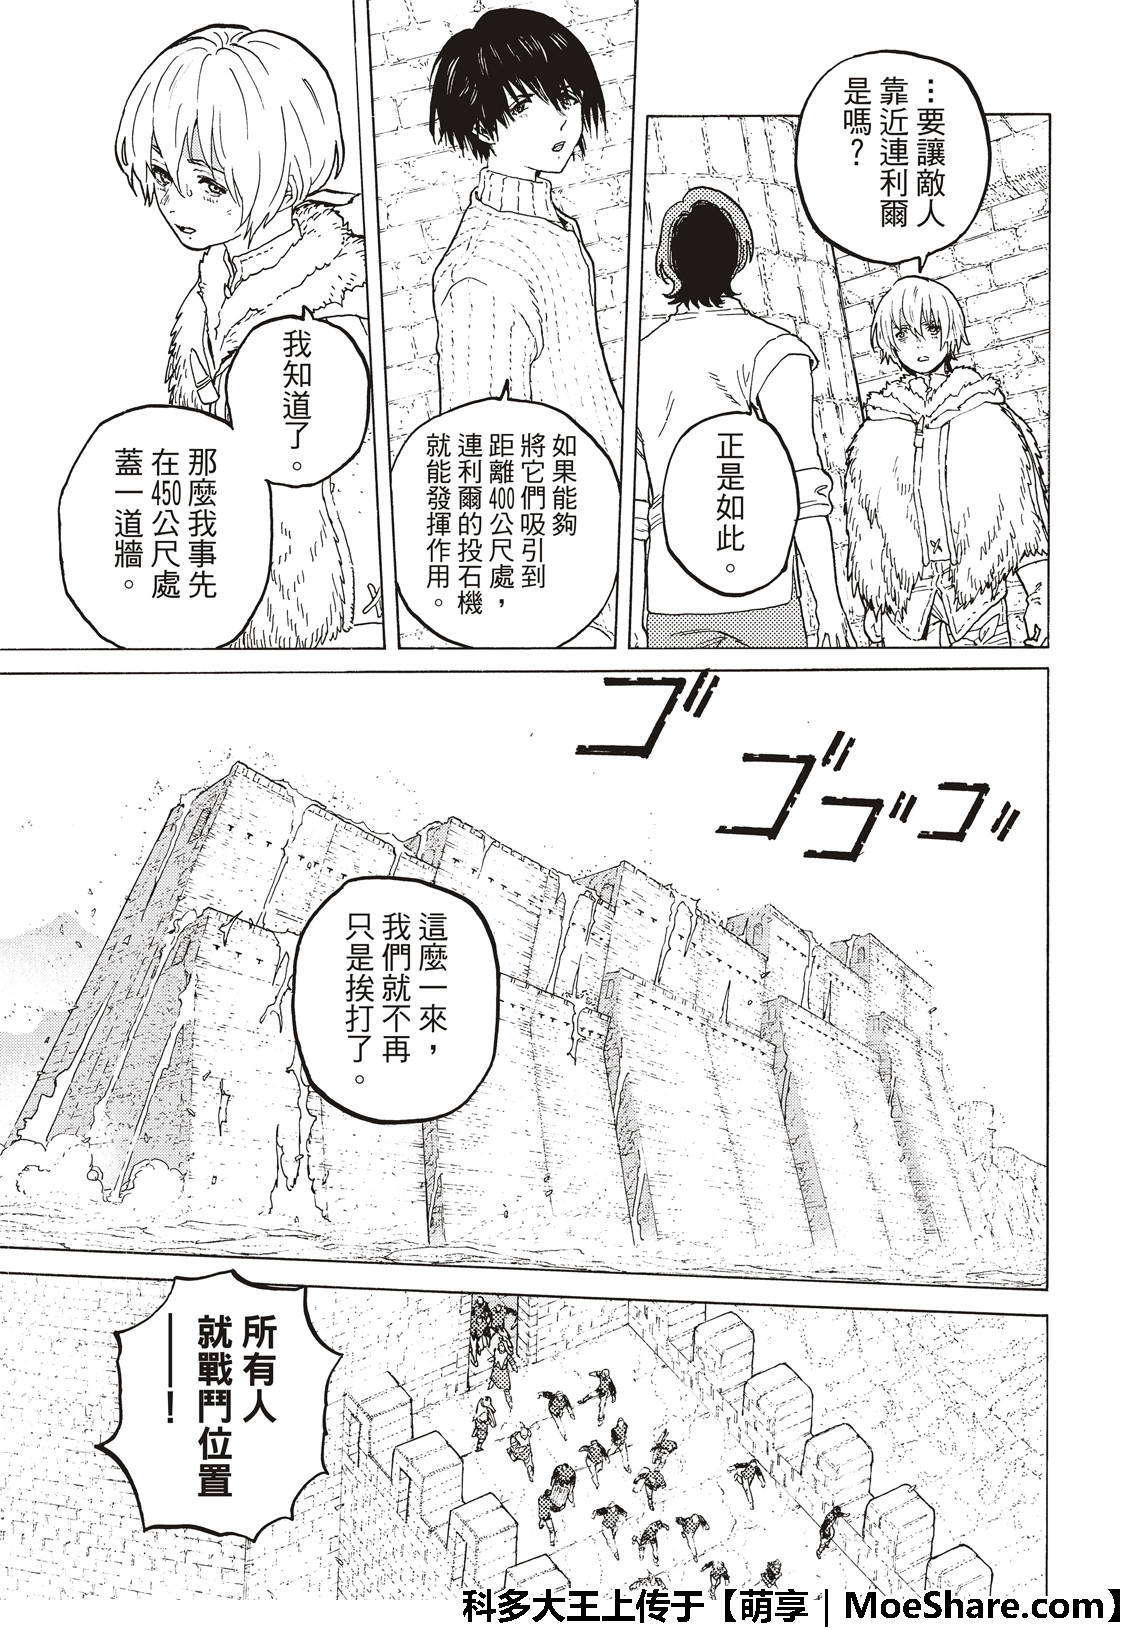 …要讓敵人
靠近連利爾
是嗎？
正是如此。
如果能夠
將它們吸引到
距離400公尺處，
連利爾的投石機
就能發揮作用。
我知道了。
那麼我事先
在450公尺處
蓋一道牆。
ゴ
ゴ
ゴ
ゴ
這麼一來，
我們就不再
只是挨打了。
所有人
就戰鬥位置
——！
科多大王上传于【萌享｜MoeShare.com】